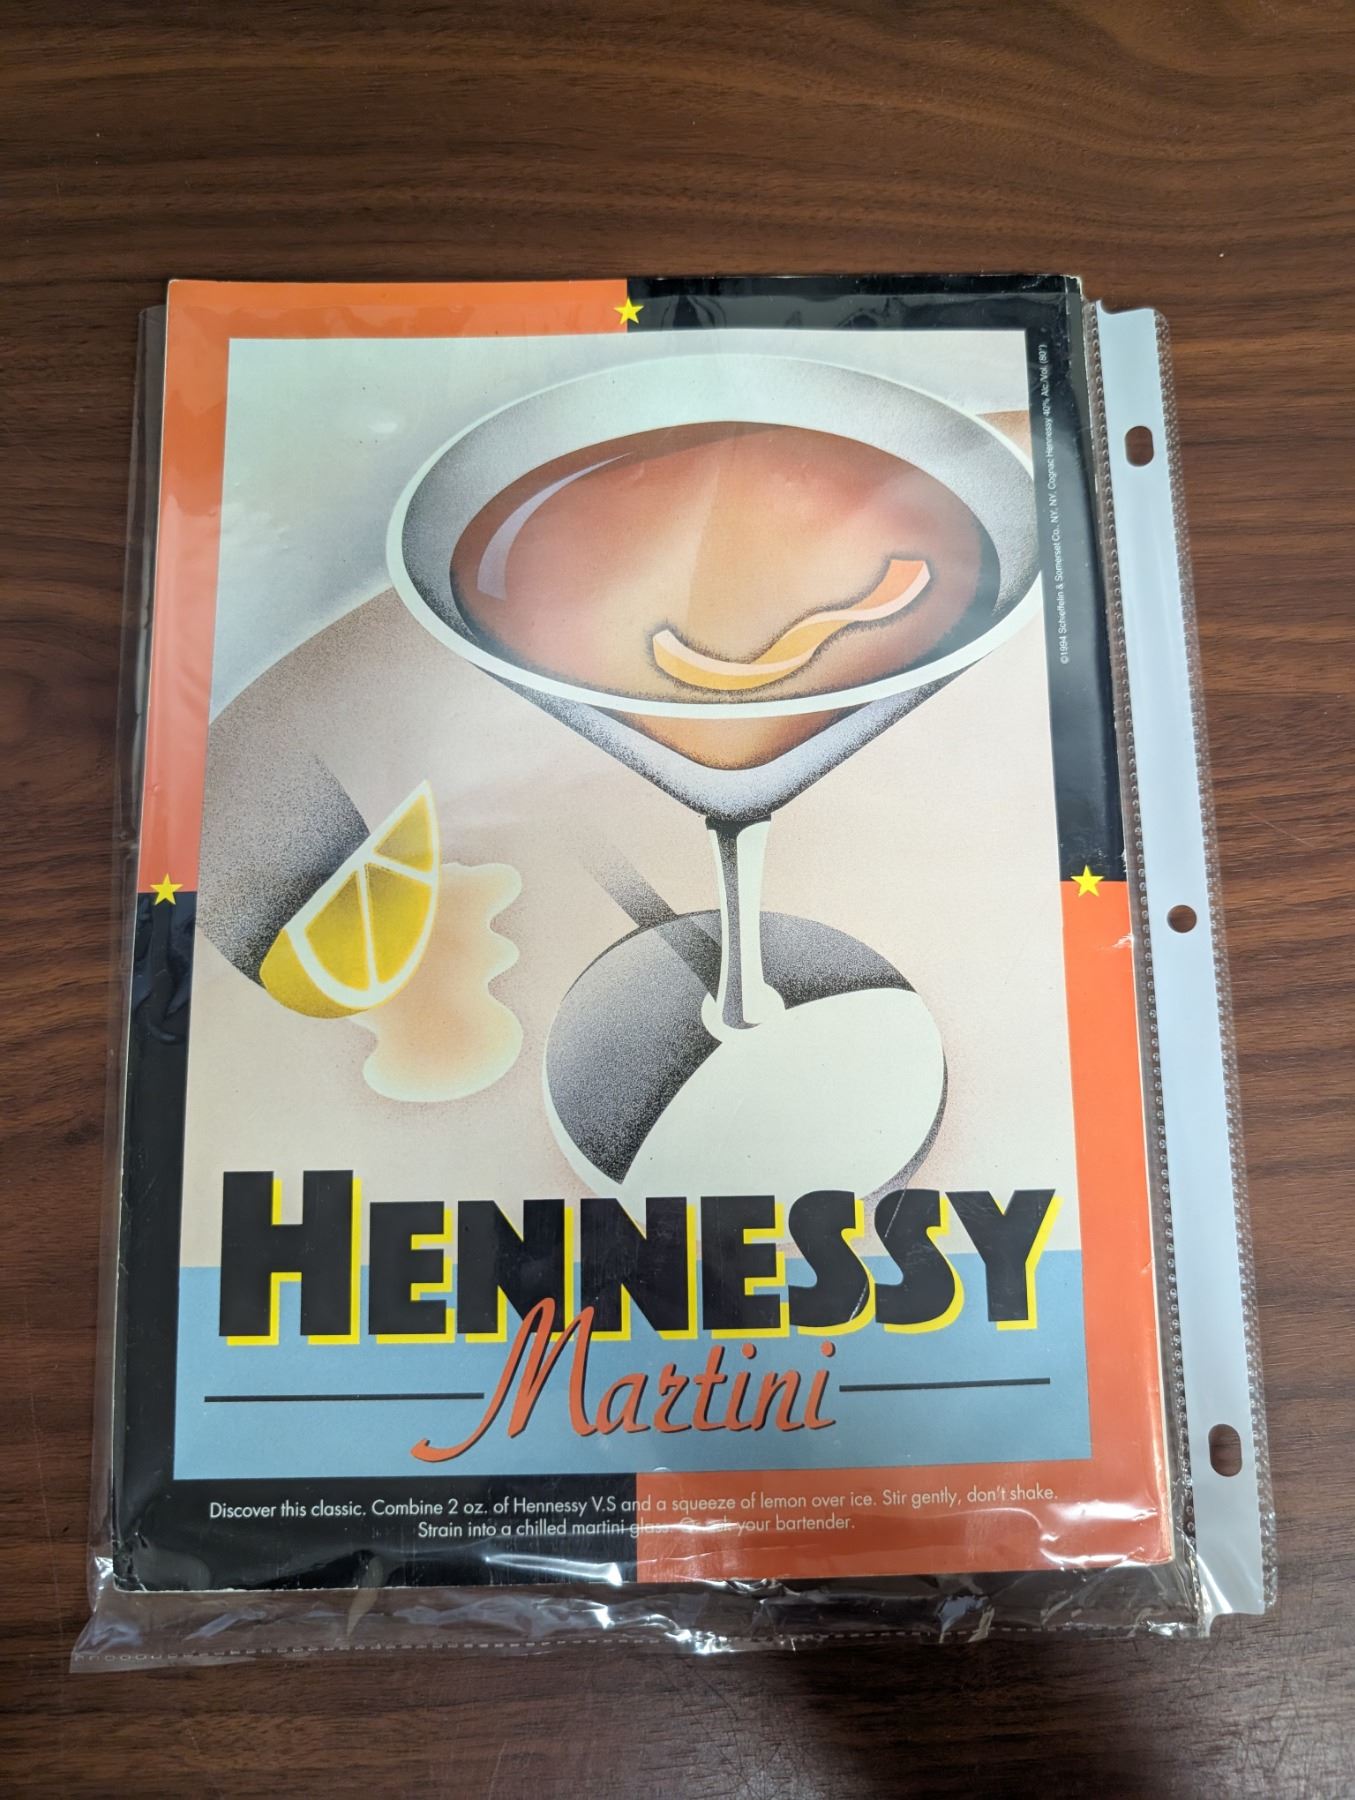 ©1994 Schieffelin & Somerset Co., NY, NY. Cognac Hennessy 40% Alc./Vol. (80°)
HENNESSY
Martini
Discover this classic. Combine 2 oz. of Hennessy V.S and a squeeze of lemon over ice. Stir gently, don't shake.
Strain into a chilled martini glass. your bartender.